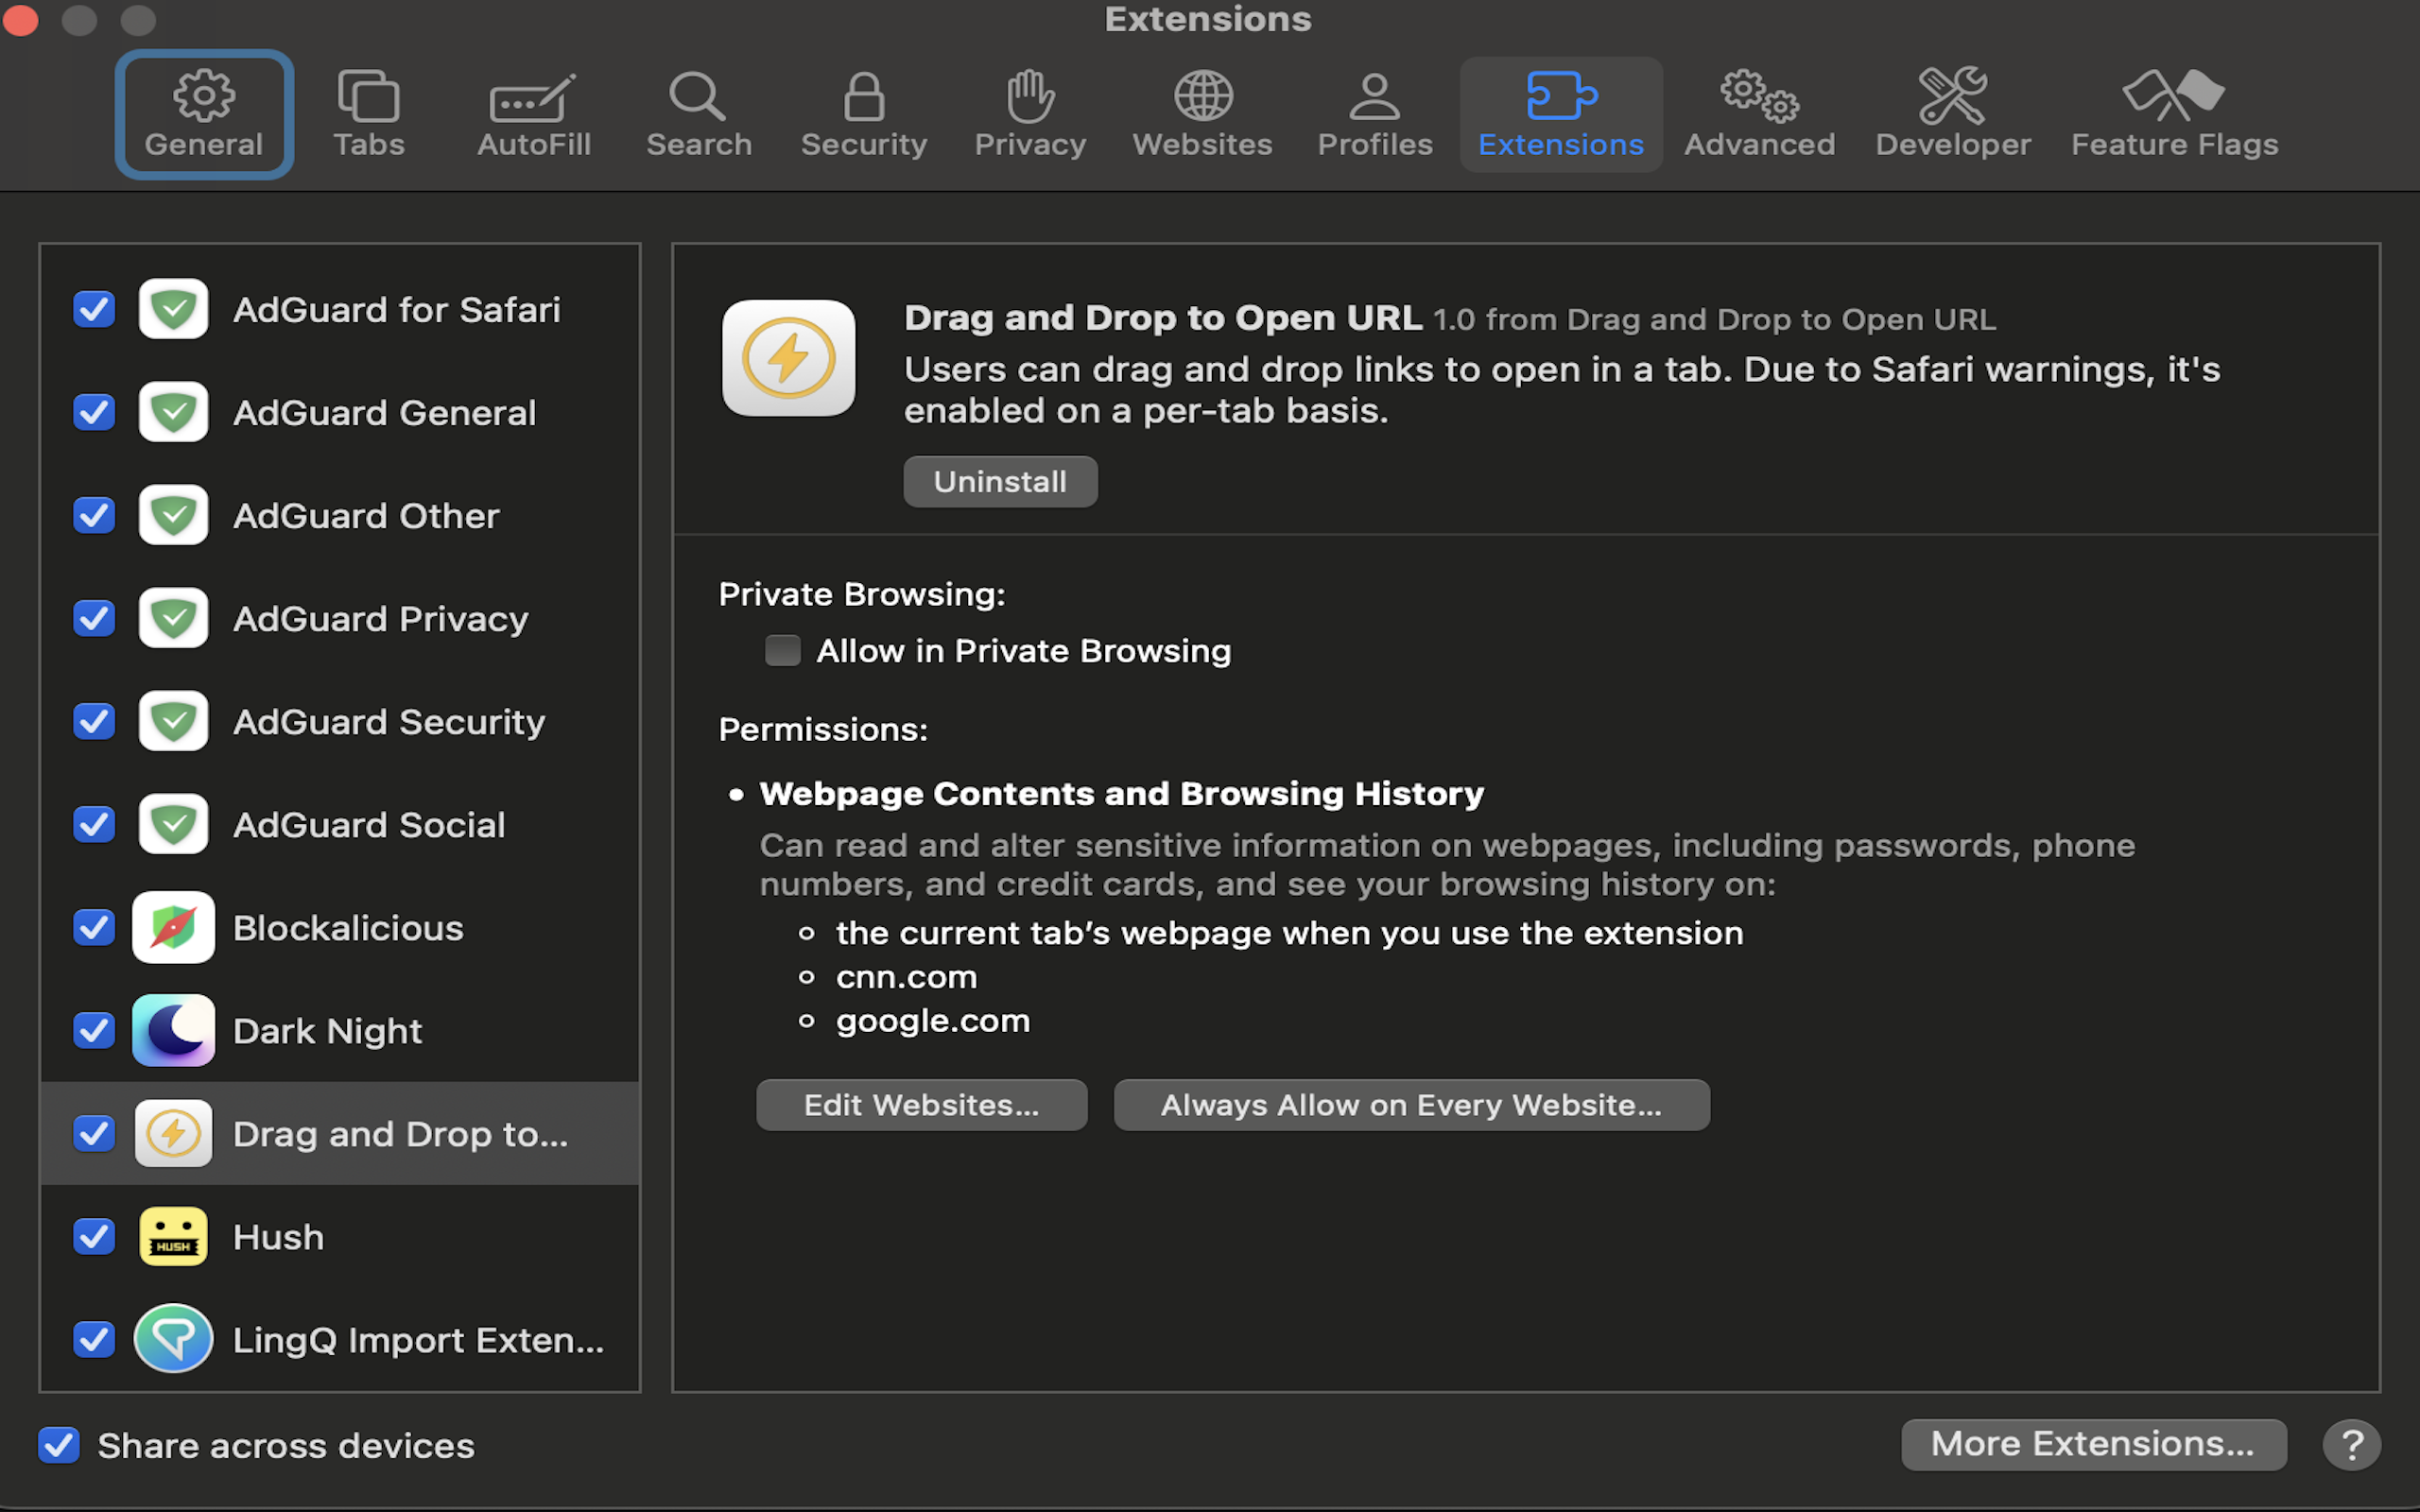 Extensions
General
Tabs
AutoFill
Search
Security
Privacy
Websites
Profiles
Extensions
Advanced
Developer
Feature Flags
AdGuard for Safari
AdGuard General
AdGuard Other
AdGuard Privacy
AdGuard Security
AdGuard Social
Blockalicious
Dark Night
Drag and Drop to...
HUSH
Hush
LingQ Import Exten...
Drag and Drop to Open URL 1.0 from Drag and Drop to Open URL
Users can drag and drop links to open in a tab. Due to Safari warnings, it's
enabled on a per-tab basis.
Uninstall
Private Browsing:
Allow in Private Browsing
Permissions:
• Webpage Contents and Browsing History
Can read and alter sensitive information on webpages, including passwords, phone
numbers, and credit cards, and see your browsing history on:
the current tab’s webpage when you use the extension
cnn.com
google.com
Edit Websites...
Always Allow on Every Website...
Share across devices
More Extensions...
?